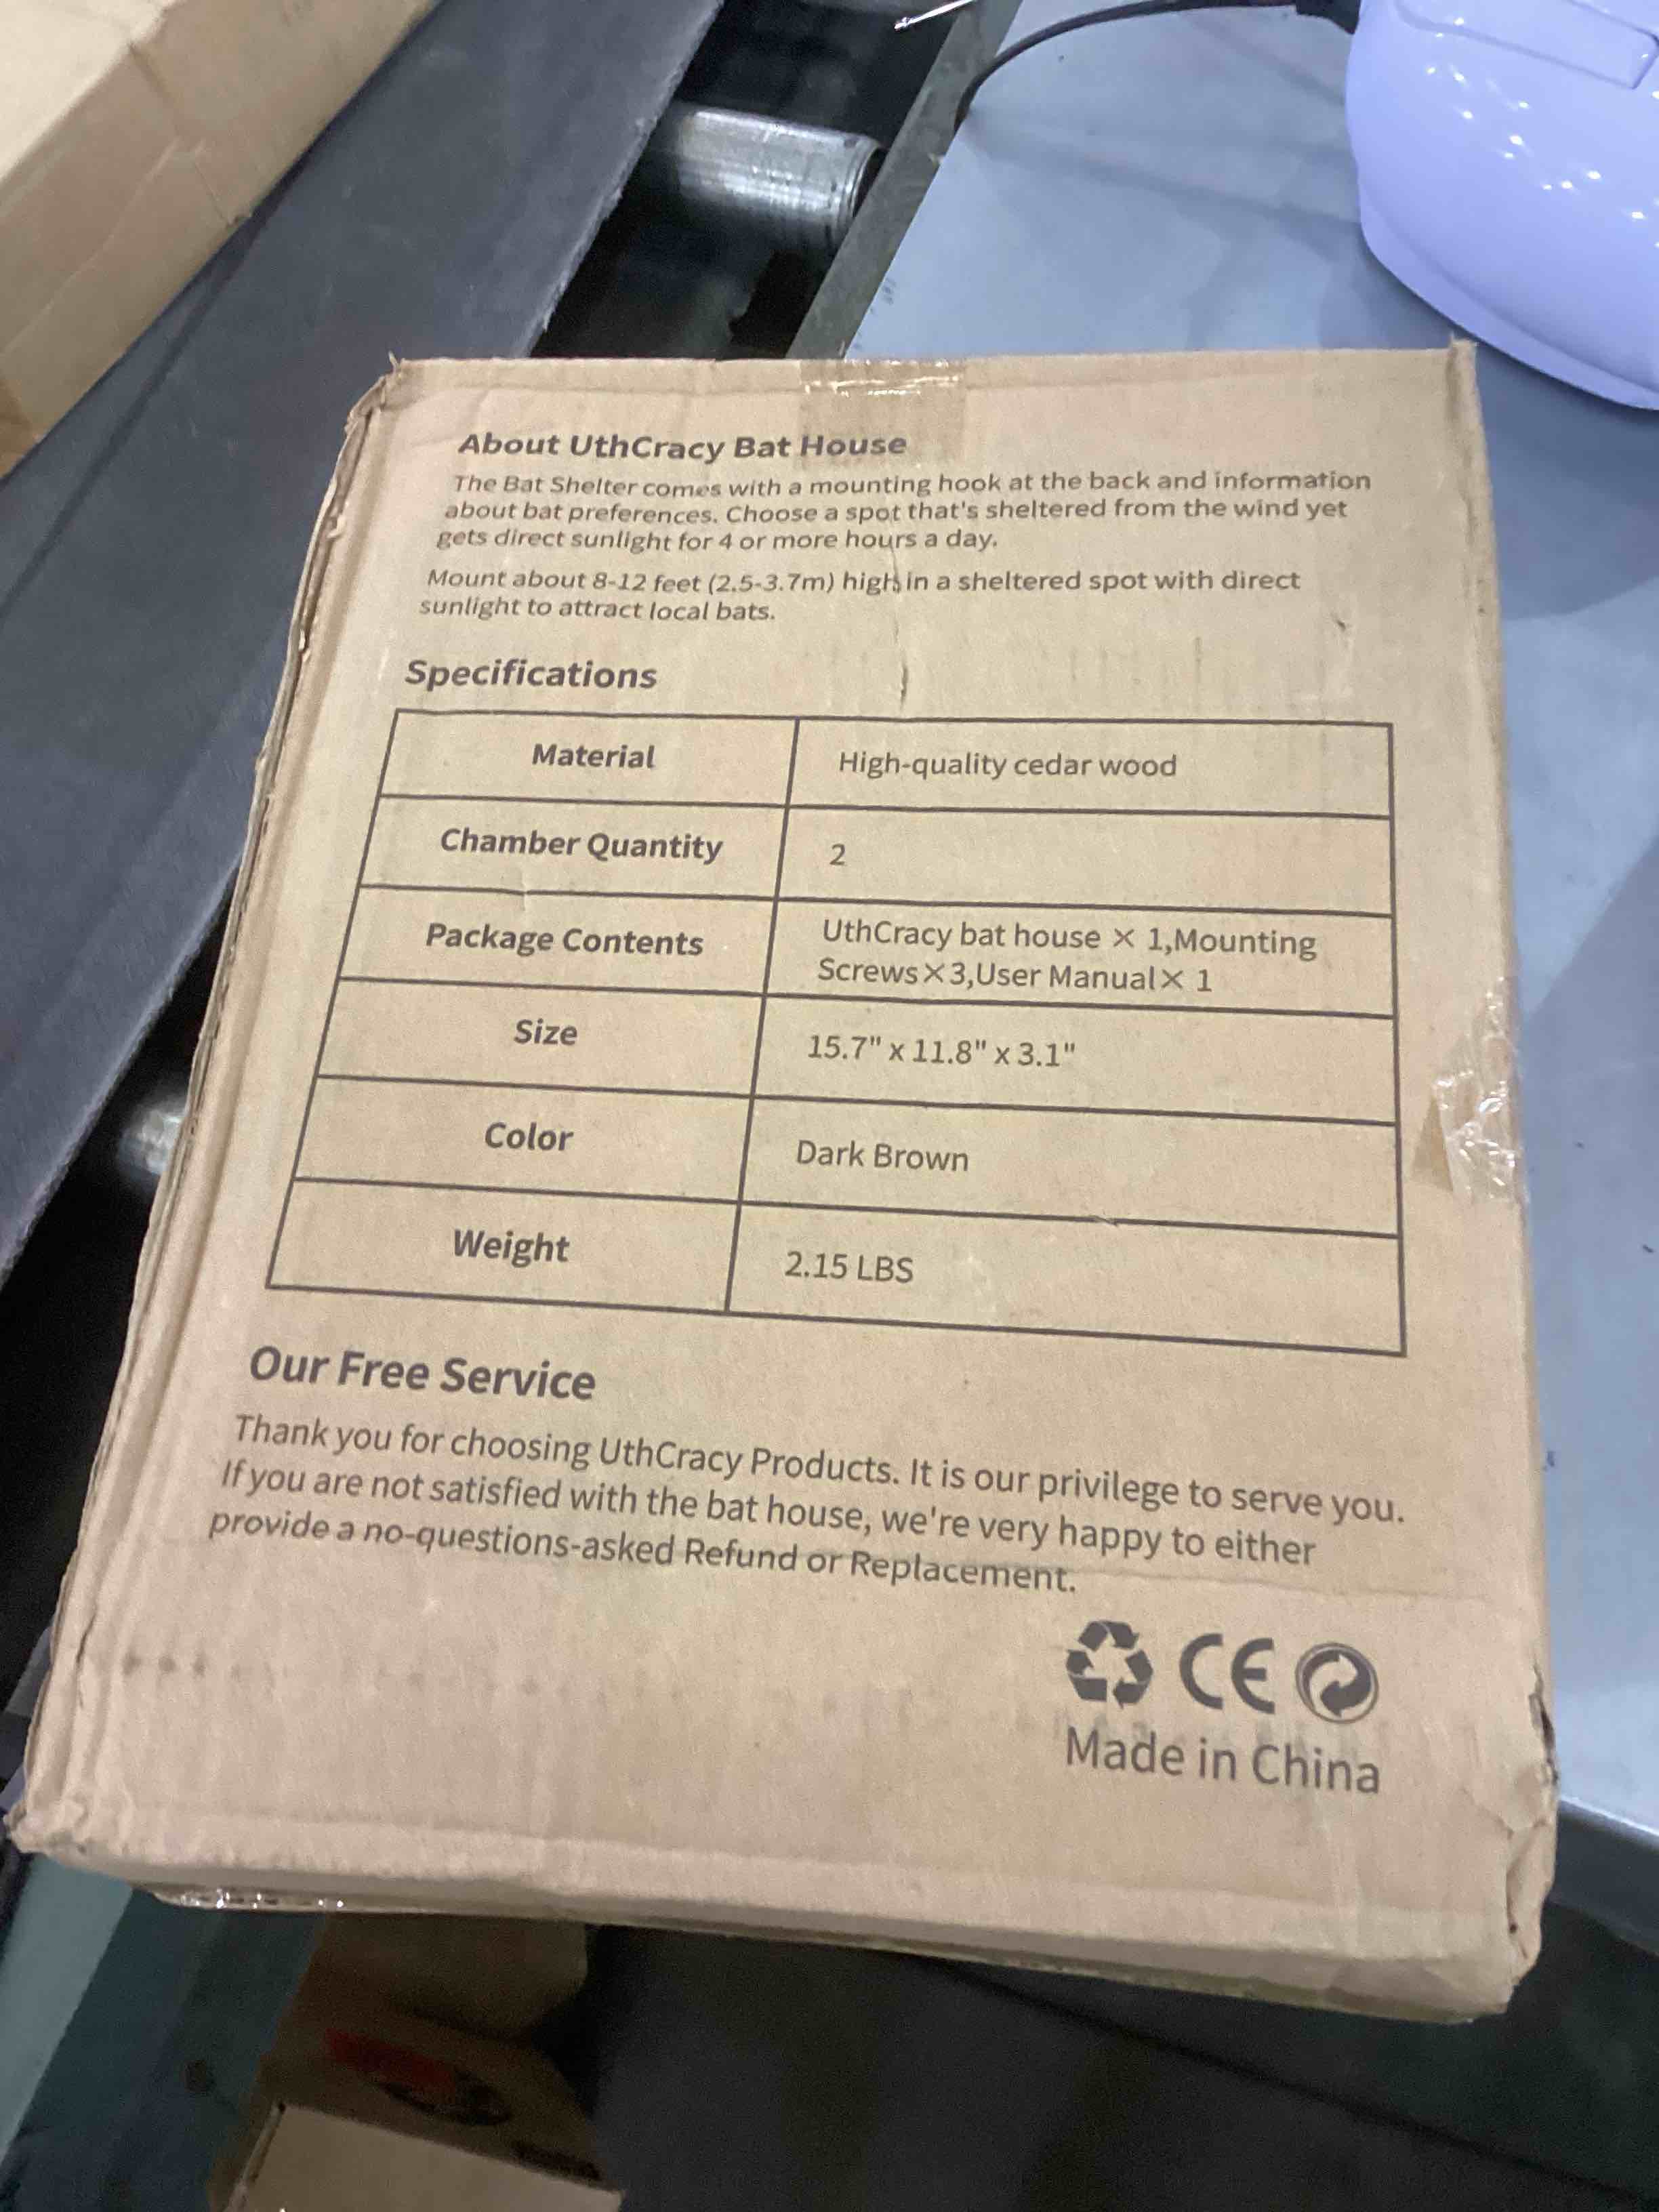 About UthCracy Bat House
The Bat Shelter comes with a mounting hook at the back and information
about bat preferences. Choose a spot that's sheltered from the wind yet
gets direct sunlight for 4 or more hours a day.
Mount about 8-12 feet (2.5-3.7m) high in a sheltered spot with direct
sunlight to attract local bats.
Specifications
Material High-quality cedar wood
Chamber Quantity 2
Package Contents UthCracy bat house × 1,Mounting
Screws×3,User Manual× 1
Size 15.7" x 11.8" x 3.1"
Color Dark Brown
Weight 2.15 LBS
Our Free Service
Thank you for choosing UthCracy Products. It is our privilege to serve you.
If you are not satisfied with the bat house, we're very happy to either
provide a no-questions-asked Refund or Replacement.
CE
Made in China